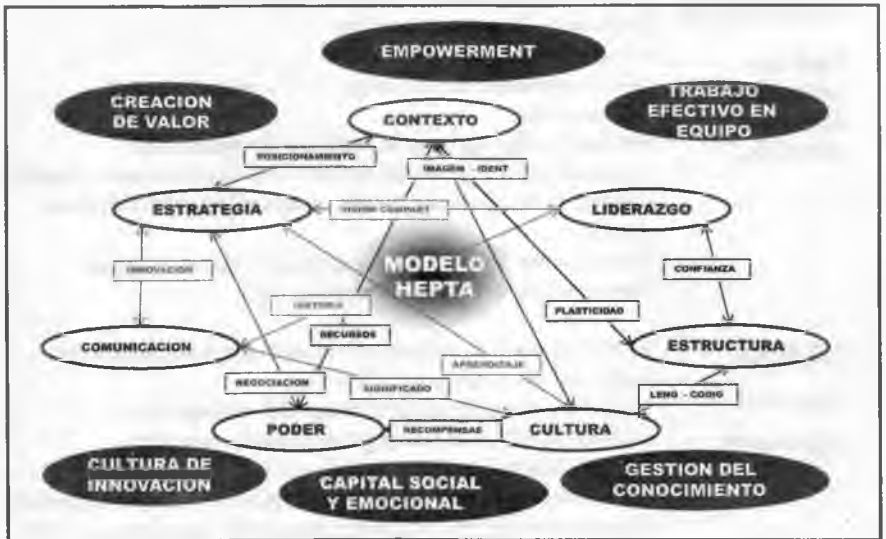 EMPOWERMENT
CREACION
DE VALOR
TRABAJO
EFECTIVO EN
EQUIPO
CONTEXTO
POSICIONAMIENTO
IMAGEN - IDENT
ESTRATEGIA
VISION COMPART
LIDERAZGO
MODELO
HEPTA
INNOVACION
CONFIANZA
HISTORIA
PLASTICIDAD
RECURSOS
COMUNICACION
ESTRUCTURA
APRENDIZAJE
NEGOCIACION
SIGNIFICADO
LENG - CODIG
PODER
RECOMPENSAS
CULTURA
CULTURA DE
INNOVACION
CAPITAL SOCIAL
Y EMOCIONAL
GESTION DEL
CONOCIMIENTO